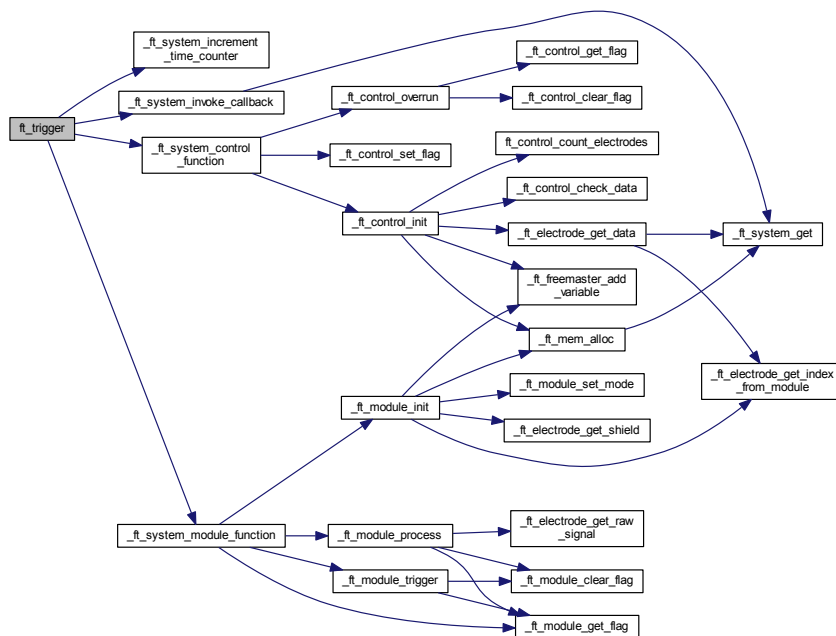 _ft_system_increment
_time_counter
_ft_control_get_flag
_ft_system_invoke_callback
_ft_control_overrun
_ft_control_clear_flag
ft_trigger
_ft_system_control
_function
_ft_control_set_flag
ft_control_count_electrodes
_ft_control_check_data
_ft_control_init
_ft_electrode_get_data
_ft_system_get
_ft_freemaster_add
_variable
_ft_mem_alloc
_ft_electrode_get_index
_from_module
_ft_module_set_mode
_ft_module_init
_ft_electrode_get_shield
_ft_system_module_function
_ft_module_process
_ft_electrode_get_raw
_signal
_ft_module_trigger
_ft_module_clear_flag
_ft_module_get_flag